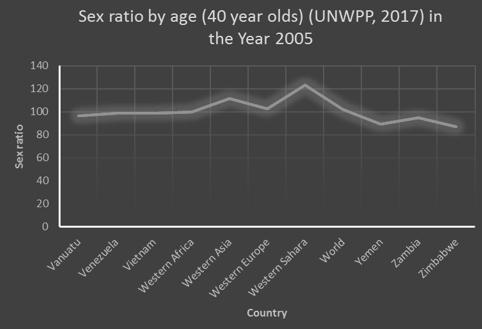 Sex ratio by age (40 year olds) (UNWPP, 2017) in
the Year 2005
140
120
100
80
60
40
20
0
Sex ratio
Vanuatu
Venezuela
Vietnam
Western Africa
Western Asia
Western Europe
Western Sahara
World
Yemen
Zambia
Zimbabwe
Country